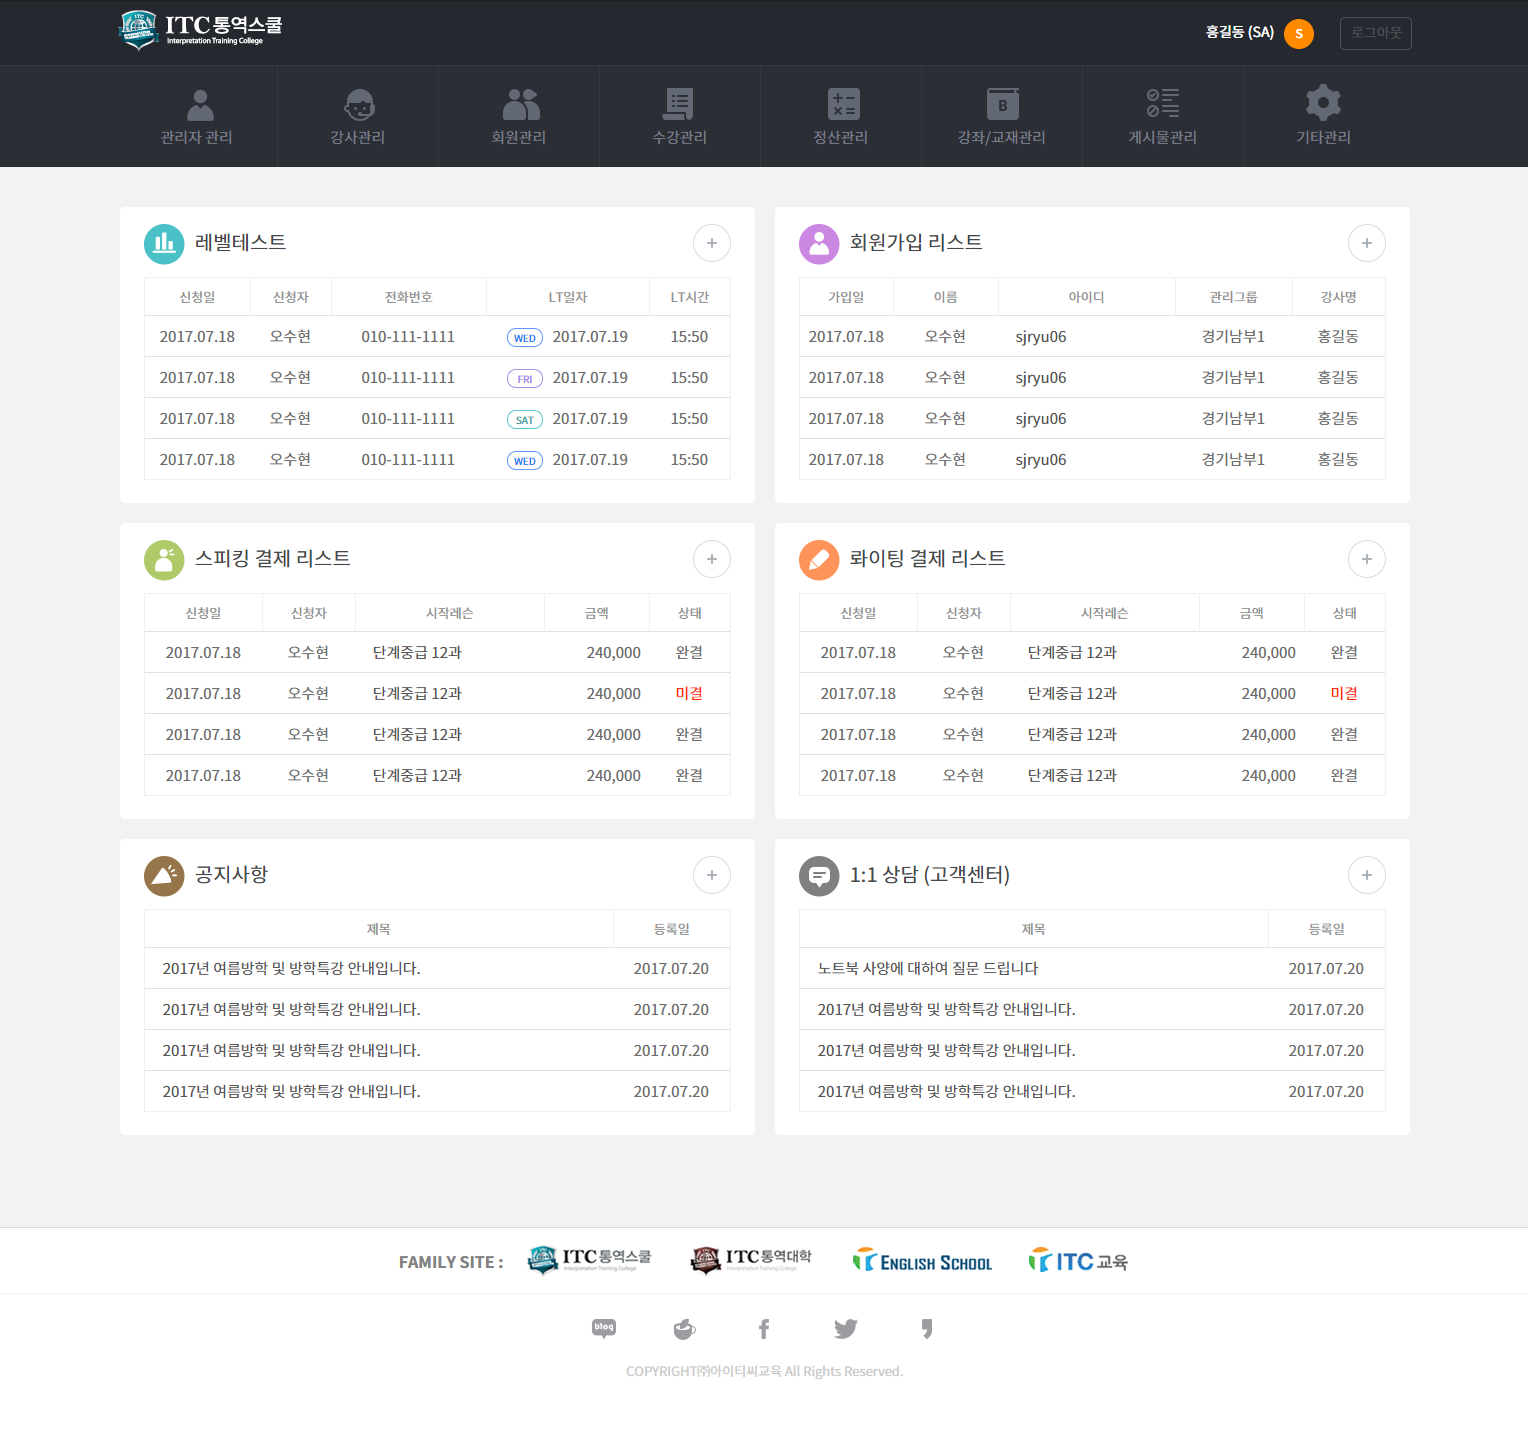 ITC 통역스쿨
Interpretation Training College
홍길동 (SA) S 로그아웃
관리자 관리 강사관리 회원관리 수강관리 정산관리 강좌/교재관리 게시물관리 기타관리
레벨테스트
신청일 신청자 전화번호 LT일자 LT시간
2017.07.18 오수현 010-111-1111 WED 2017.07.19 15:50
2017.07.18 오수현 010-111-1111 FRI 2017.07.19 15:50
2017.07.18 오수현 010-111-1111 SAT 2017.07.19 15:50
2017.07.18 오수현 010-111-1111 WED 2017.07.19 15:50
회원가입 리스트
가입일 이름 아이디 관리그룹 강사명
2017.07.18 오수현 sjryu06 경기남부1 홍길동
2017.07.18 오수현 sjryu06 경기남부1 홍길동
2017.07.18 오수현 sjryu06 경기남부1 홍길동
2017.07.18 오수현 sjryu06 경기남부1 홍길동
스피킹 결제 리스트
신청일 신청자 시작레슨 금액 상태
2017.07.18 오수현 단계중급 12과 240,000 완결
2017.07.18 오수현 단계중급 12과 240,000 미결
2017.07.18 오수현 단계중급 12과 240,000 완결
2017.07.18 오수현 단계중급 12과 240,000 완결
롸이팅 결제 리스트
신청일 신청자 시작레슨 금액 상태
2017.07.18 오수현 단계중급 12과 240,000 완결
2017.07.18 오수현 단계중급 12과 240,000 미결
2017.07.18 오수현 단계중급 12과 240,000 완결
2017.07.18 오수현 단계중급 12과 240,000 완결
공지사항
제목 등록일
2017년 여름방학 및 방학특강 안내입니다. 2017.07.20
2017년 여름방학 및 방학특강 안내입니다. 2017.07.20
2017년 여름방학 및 방학특강 안내입니다. 2017.07.20
2017년 여름방학 및 방학특강 안내입니다. 2017.07.20
1:1 상담 (고객센터)
제목 등록일
노트북 사양에 대하여 질문 드립니다 2017.07.20
2017년 여름방학 및 방학특강 안내입니다. 2017.07.20
2017년 여름방학 및 방학특강 안내입니다. 2017.07.20
2017년 여름방학 및 방학특강 안내입니다. 2017.07.20
FAMILY SITE : ITC 통역스쿨 ITC 통역대학 ENGLISH SCHOOL ITC 교육
Interpretation Training College Interpretation Training College
blog
COPYRIGHT㈜아이티씨교육 All Rights Reserved.